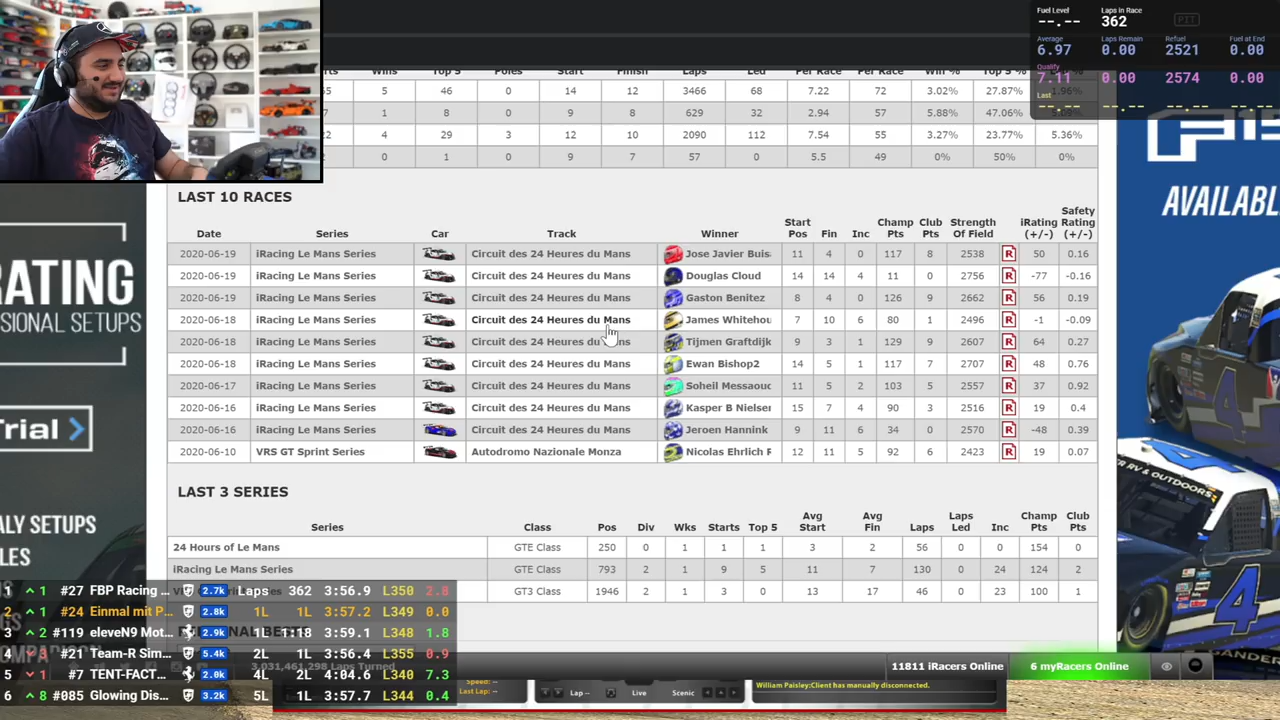 Fuel Level Laps in Race
--.-- 362 PIT
Average Laps Remain Refuel Fuel at End
6.97 0.00 2521 0.00
Qualify
7.11 0.00 2574 0.00
Last
--.-- --.-- --.-- --.--
Wins Top 5 Poles Start Finish Laps Led Per Race Per Race Win % Top 5 %
5 46 0 14 12 3466 68 7.22 72 3.02% 27.87% 1.96%
7 1 8 0 9 8 629 32 2.94 57 5.88% 47.06%
2 4 29 3 12 10 2090 112 7.54 55 3.27% 23.77% 5.36%
0 1 0 9 7 57 0 5.5 49 0% 50% 0%
LAST 10 RACES
Date Series Car Track Winner Start Pos Fin Inc Champ Pts Club Pts Strength Of Field iRating (+/-) Safety Rating (+/-)
2020-06-19 iRacing Le Mans Series Circuit des 24 Heures du Mans Jose Javier Buis 11 4 0 117 8 2538 R 50 0.16
2020-06-19 iRacing Le Mans Series Circuit des 24 Heures du Mans Douglas Cloud 14 14 4 11 0 2756 R -77 -0.16
2020-06-19 iRacing Le Mans Series Circuit des 24 Heures du Mans Gaston Benitez 8 4 0 126 9 2662 R 56 0.19
2020-06-18 iRacing Le Mans Series Circuit des 24 Heures du Mans James Whitehou 7 10 6 80 1 2496 R -1 -0.09
2020-06-18 iRacing Le Mans Series Circuit des 24 Heures du Mans Tijmen Graftdijk 9 3 1 129 9 2607 R 64 0.27
2020-06-18 iRacing Le Mans Series Circuit des 24 Heures du Mans Ewan Bishop2 14 5 1 117 7 2707 R 48 0.76
2020-06-17 iRacing Le Mans Series Circuit des 24 Heures du Mans Soheil Messaouc 11 5 2 103 5 2557 R 37 0.92
2020-06-16 iRacing Le Mans Series Circuit des 24 Heures du Mans Kasper B Nielser 15 7 4 90 3 2516 R 19 0.4
2020-06-16 iRacing Le Mans Series Circuit des 24 Heures du Mans Jeroen Hannink 9 11 6 34 0 2570 R -48 0.39
2020-06-10 VRS GT Sprint Series Autodromo Nazionale Monza Nicolas Ehrlich F 12 11 5 92 6 2423 R 19 0.07
LAST 3 SERIES
Series Class Pos Div Wks Starts Top 5 Avg Start Avg Fin Laps Laps Led Inc Champ Pts Club Pts
24 Hours of Le Mans GTE Class 250 0 1 1 1 3 2 56 0 0 154 0
iRacing Le Mans Series GTE Class 793 2 1 9 5 11 7 130 0 24 124 2
GT3 Class 1946 2 1 3 0 13 17 46 0 23 100 1
RATING
SIONAL SETUPS
Trial >
ALY SETUPS
LES
AVAILABL
4
4
RV & OUTDOORS
GANDER
1 1 #27 FBP Racing ... 2.7k Laps 362 3:56.9 L350 2.8
2 1 #24 Einmal mit P... 2.8k 1L 1L 3:57.2 L349 0.0
3 2 #119 eleveN9 Mot... 2.9k 1L 1:18 3:59.1 L348 1.8
4 3 #21 Team-R Sim... 5.4k 2L 1L 3:56.4 L355 0.9
5 1 #7 TENT-FACT... 2.0k 4L 2L 4:01.8 L340 7.3
6 8 #085 Glowing Dis... 3.2k 5L 1L 3:57.7 L344 0.4
3,031,461,298 Laps Turned
11811 iRacers Online 6 myRacers Online
Speed: --
Last Lap: --
Lap -- Live Scenic
William Paisley:Client has manually disconnected.